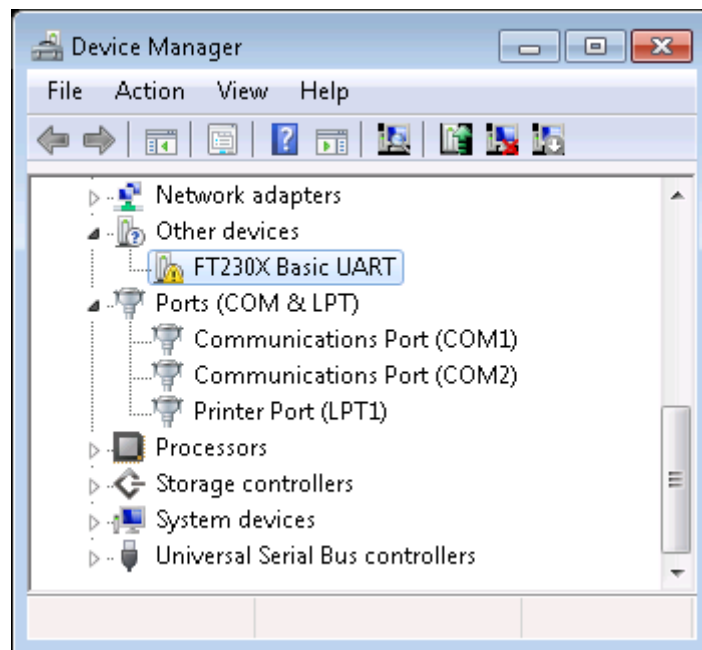 Device Manager
File Action View Help
Network adapters
Other devices
FT230X Basic UART
Ports (COM & LPT)
Communications Port (COM1)
Communications Port (COM2)
Printer Port (LPT1)
Processors
Storage controllers
System devices
Universal Serial Bus controllers